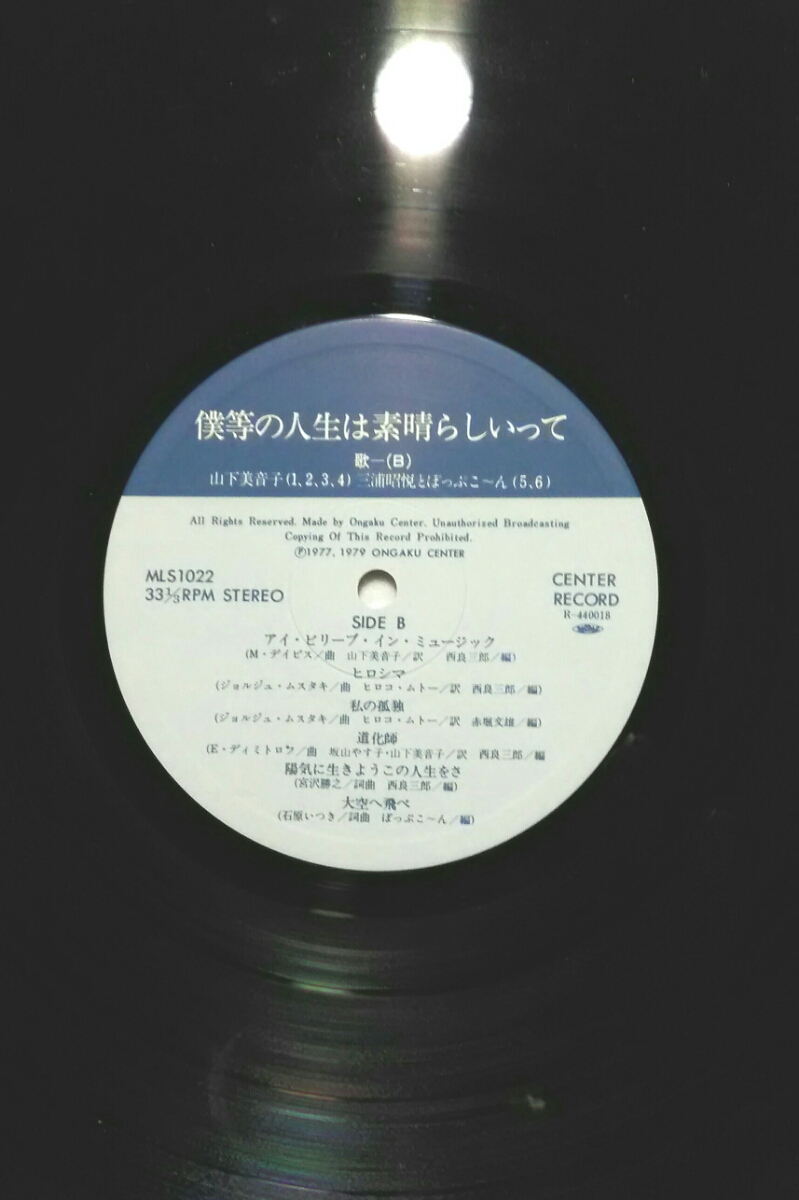 僕等の人生は素晴らしいって
歌―(B)
山下美音子(1,2,3,4) 三浦昭悦とぽっぷこ～ん(5,6)
All Rights Reserved. Made by Ongaku Center. Unauthorized Broadcasting
Copying Of This Record Prohibited.
Ⓟ1977, 1979 ONGAKU CENTER
MLS1022
33⅓RPM STEREO
CENTER
RECORD
R-440018
SIDE B
アイ・ビリーブ・イン・ミュージック
(M・デイビス/曲 山下美音子/訳 西良三郎/編)
ヒロシマ
(ジョルジュ・ムスタキ/曲 ヒロコ・ムトー/訳 西良三郎/編)
私の孤独
(ジョルジュ・ムスタキ/曲 ヒロコ・ムトー/訳 赤堀文雄/編)
道化師
(E・ディミトロフ/曲 坂山やす子・山下美音子/訳 西良三郎/編
陽気に生きようこの人生をさ
(宮沢勝之/詞曲 西良三郎/編)
大空へ飛べ
(石原いつき/詞曲 ぽっぷこ～ん/編)